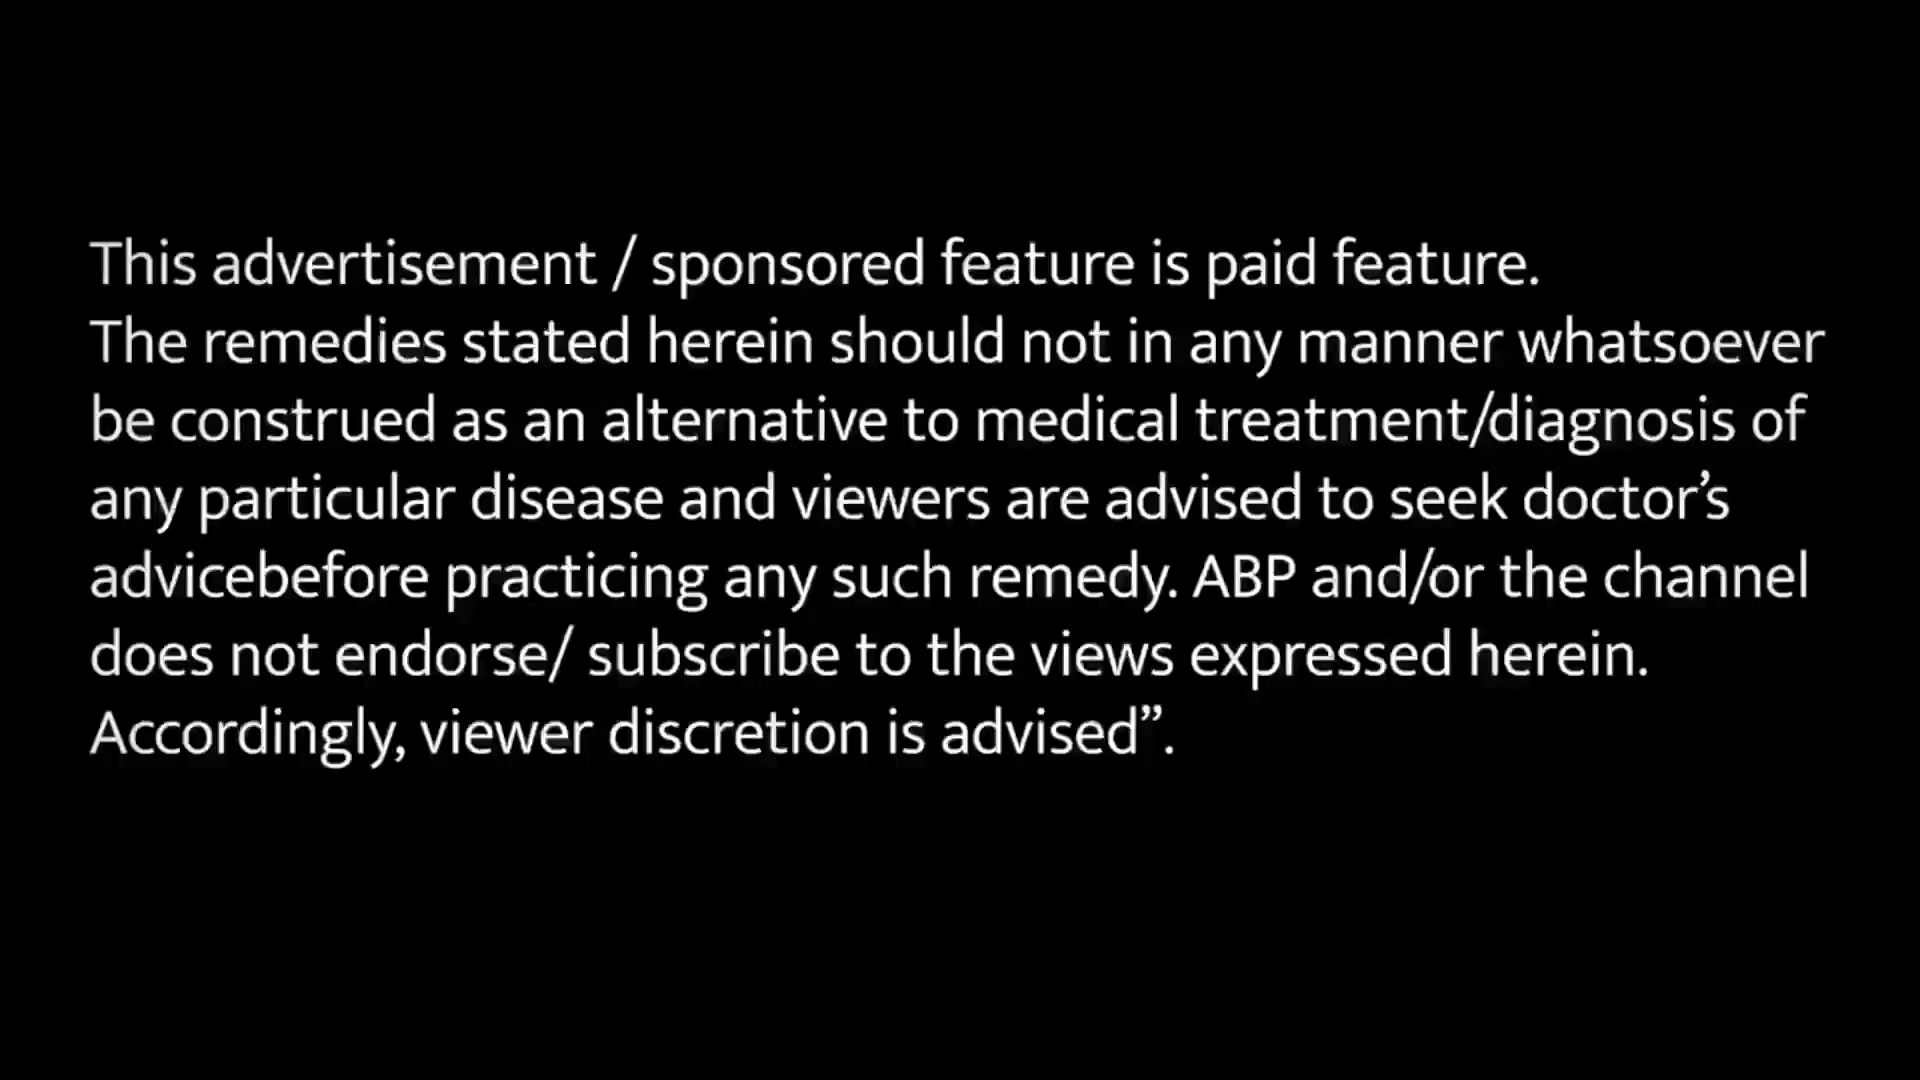 This advertisement / sponsored feature is paid feature.
The remedies stated herein should not in any manner whatsoever
be construed as an alternative to medical treatment/diagnosis of
any particular disease and viewers are advised to seek doctor’s
advicebefore practicing any such remedy. ABP and/or the channel
does not endorse/ subscribe to the views expressed herein.
Accordingly, viewer discretion is advised”.